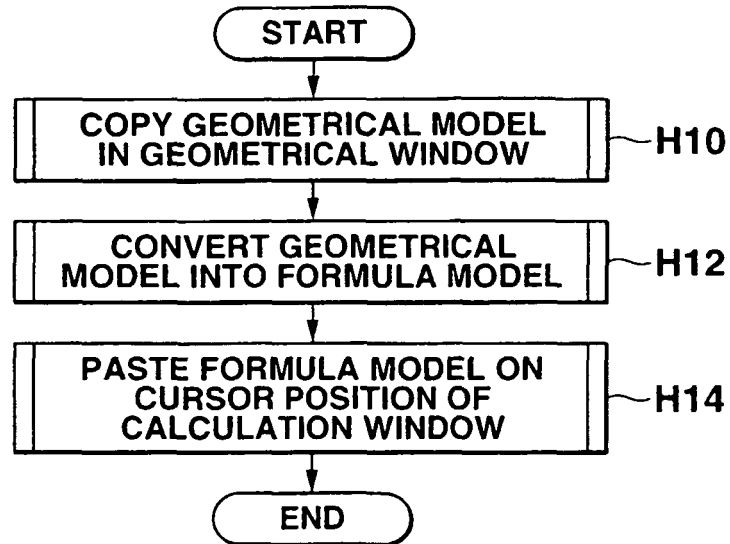 START
COPY GEOMETRICAL MODEL
IN GEOMETRICAL WINDOW
H10
CONVERT GEOMETRICAL
MODEL INTO FORMULA MODEL
H12
PASTE FORMULA MODEL ON
CURSOR POSITION OF
CALCULATION WINDOW
H14
END